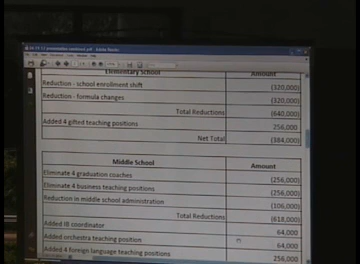 Elementary School Amount
Reduction - school enrollment shift (320,000)
Reduction - formula changes (320,000)
Total Reductions (640,000)
Added 4 gifted teaching positions 256,000
Net Total (384,000)
Middle School Amount
Eliminate 4 graduation coaches (256,000)
Eliminate 4 business teaching positions (256,000)
Reduction in middle school administration (106,000)
Total Reductions (618,000)
Added IB coordinator 64,000
Added orchestra teaching position 64,000
Added 4 foreign language teaching positions 256,000